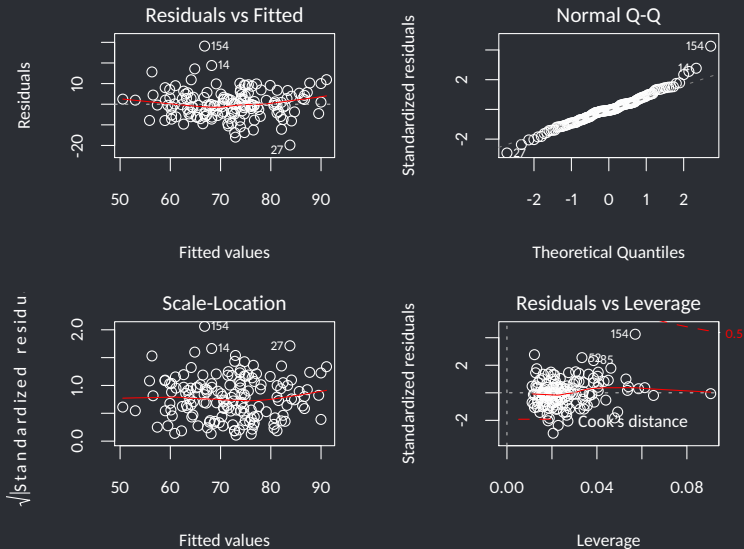 Residuals vs Fitted
Residuals
10
-20
154
14
27
50 60 70 80 90
Fitted values
Normal Q-Q
Standardized residuals
2
-2
154
14
27
-2 -1 0 1 2
Theoretical Quantiles
Scale-Location
√|Standardized residu
2.0
1.0
0.0
154
14
27
50 60 70 80 90
Fitted values
Residuals vs Leverage
Standardized residuals
2
-2
154
0.5
Cook's distance
0.00 0.04 0.08
Leverage